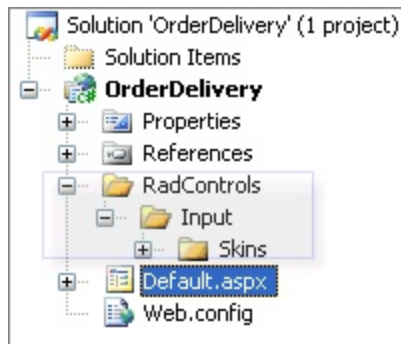 Solution 'OrderDelivery' (1 project)
Solution Items
OrderDelivery
Properties
References
RadControls
Input
Skins
Default.aspx
Web.config